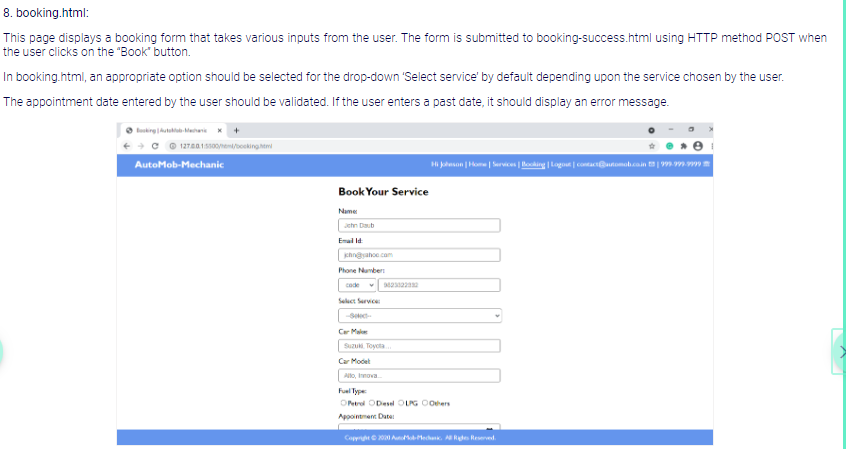 8. booking.html:
This page displays a booking form that takes various inputs from the user. The form is submitted to booking-success.html using HTTP method POST when
the user clicks on the “Book” button.
In booking.html, an appropriate option should be selected for the drop-down ‘Select service’ by default depending upon the service chosen by the user.
The appointment date entered by the user should be validated. If the user enters a past date, it should display an error message.
Booking | AutoMob-Mechanic
127.0.0.1:5500/html/booking.html
AutoMob-Mechanic
Hi Johnson | Home | Services | Booking | Logout | contact@automob.co.in | 999-999-9999
Book Your Service
Name:
John Daub
Email Id:
john@yahoo.com
Phone Number:
code 9823022332
Select Service:
--Select--
Car Make:
Suzuki, Toyota...
Car Model:
Alto, Innova...
Fuel Type:
Petrol Diesel LPG Others
Appointment Date:
Copyright © 2020 AutoMob-Mechanic. All Rights Reserved.